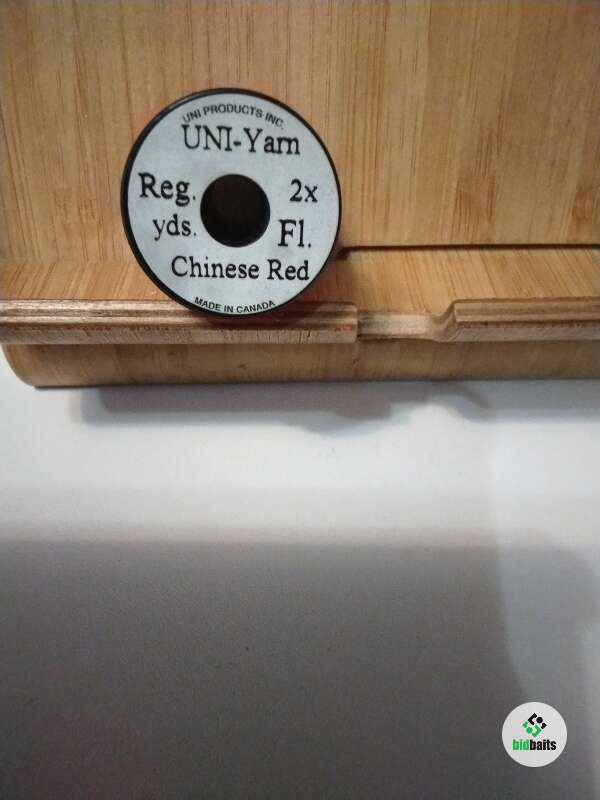 UNI PRODUCTS INC.
UNI-Yarn
Reg. 2x
yds. Fl.
Chinese Red
MADE IN CANADA
bidbaits